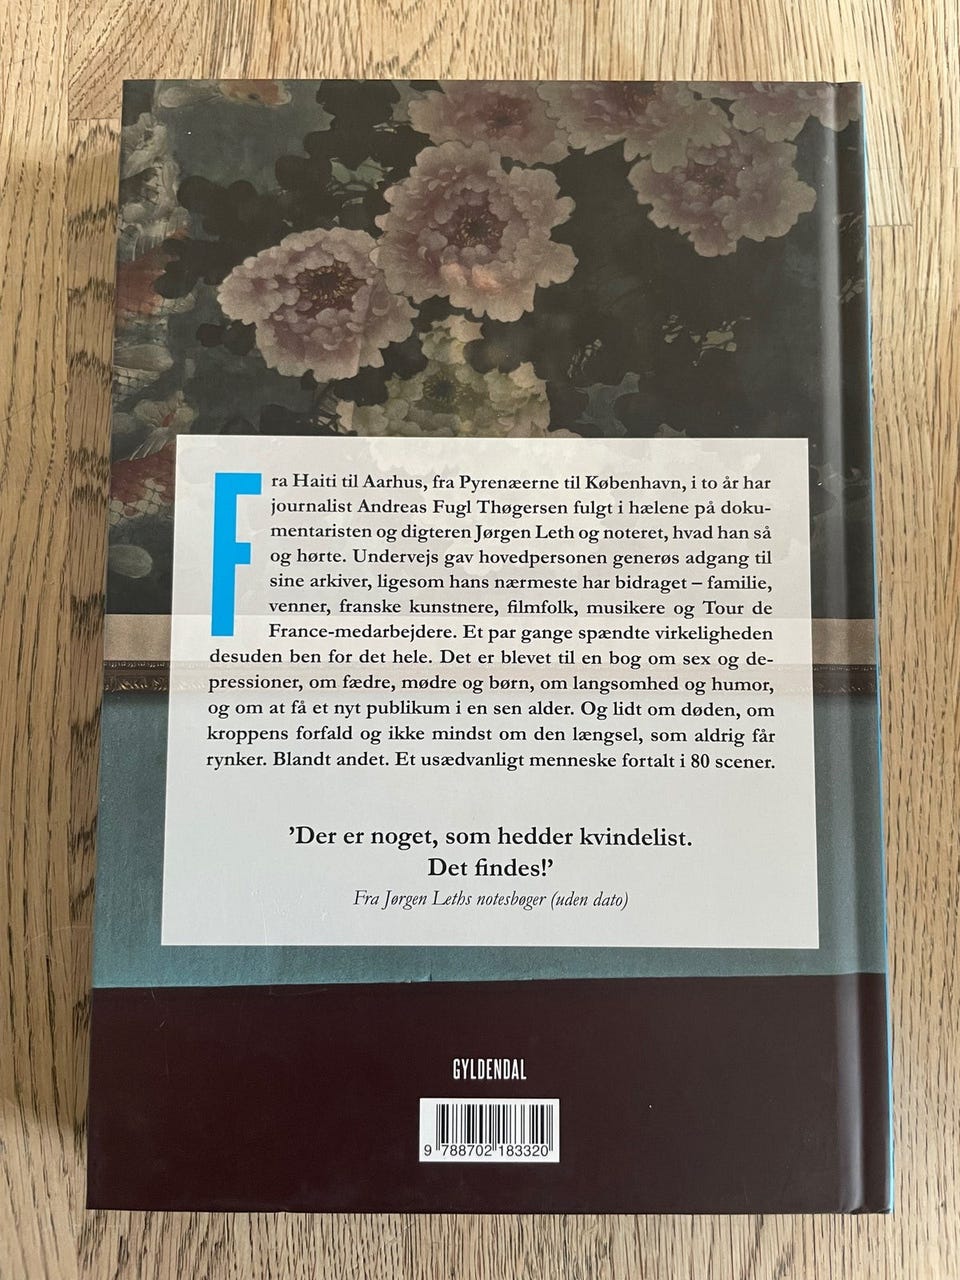 Fra Haiti til Aarhus, fra Pyrenæerne til København, i to år har
journalist Andreas Fugl Thøgersen fulgt i hælene på doku-
mentaristen og digteren Jørgen Leth og noteret, hvad han så
og hørte. Undervejs gav hovedpersonen generøs adgang til
sine arkiver, ligesom hans nærmeste har bidraget – familie,
venner, franske kunstnere, filmfolk, musikere og Tour de
France-medarbejdere. Et par gange spændte virkeligheden
desuden ben for det hele. Det er blevet til en bog om sex og de-
pressioner, om fædre, mødre og børn, om langsomhed og humor,
og om at få et nyt publikum i en sen alder. Og lidt om døden, om
kroppens forfald og ikke mindst om den længsel, som aldrig får
rynker. Blandt andet. Et usædvanligt menneske fortalt i 80 scener.
’Der er noget, som hedder kvindelist.
Det findes!’
Fra Jørgen Leths notesbøger (uden dato)
GYLDENDAL
9 788702 183320